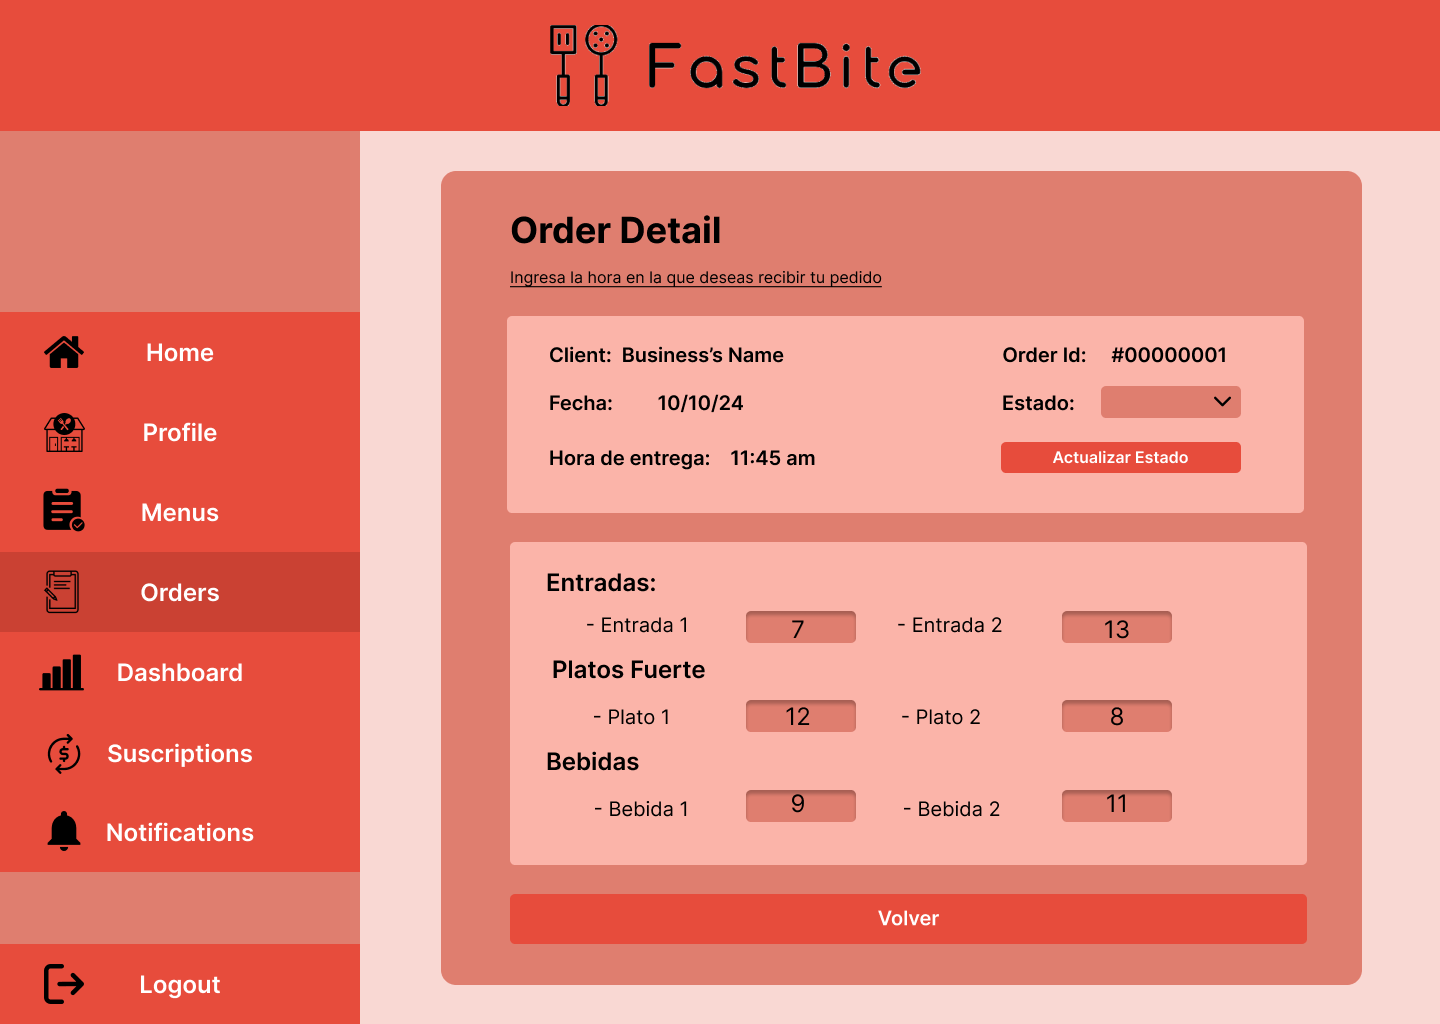 FastBite
Home
Profile
Menus
Orders
Dashboard
Suscriptions
Notifications
Logout
Order Detail
Ingresa la hora en la que deseas recibir tu pedido
Client: Business’s Name
Order Id: #00000001
Fecha: 10/10/24
Estado:
Hora de entrega: 11:45 am
Actualizar Estado
Entradas:
- Entrada 1 7 - Entrada 2 13
Platos Fuerte
- Plato 1 12 - Plato 2 8
Bebidas
- Bebida 1 9 - Bebida 2 11
Volver